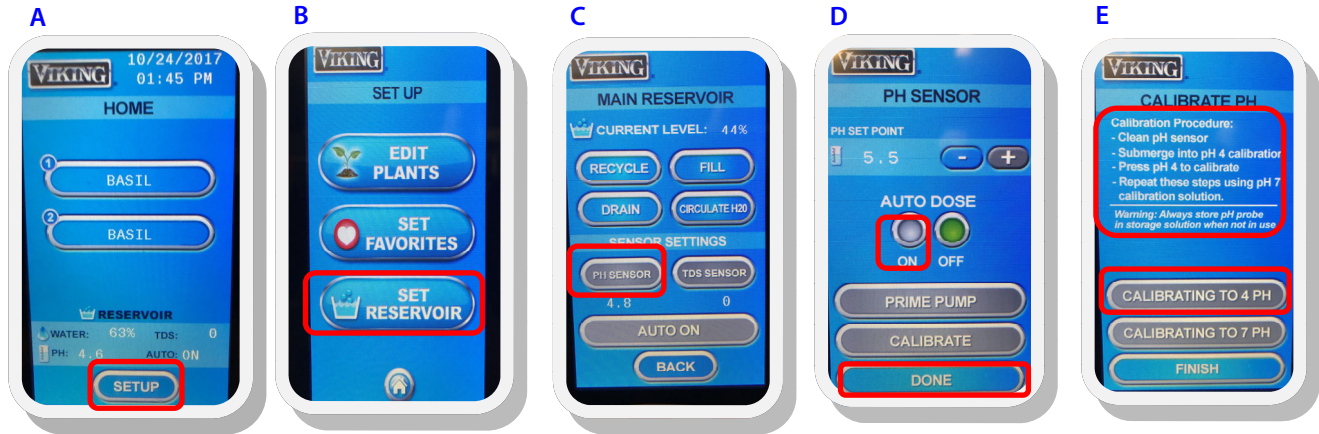 A
VIKING
10/24/2017
01:45 PM
HOME
1
BASIL
2
BASIL
RESERVOIR
WATER: 63% TDS: 0
PH: 4.6 AUTO: ON
SETUP
B
VIKING
SET UP
EDIT
PLANTS
SET
FAVORITES
SET
RESERVOIR
C
VIKING
MAIN RESERVOIR
CURRENT LEVEL: 44%
RECYCLE FILL
DRAIN CIRCULATE H20
SENSOR SETTINGS
PH SENSOR TDS SENSOR
4.8 0
AUTO ON
BACK
D
VIKING
PH SENSOR
PH SET POINT
5.5 - +
AUTO DOSE
ON OFF
PRIME PUMP
CALIBRATE
DONE
E
VIKING
CALIBRATE PH
Calibration Procedure:
- Clean pH sensor
- Submerge into pH 4 calibration
- Press pH 4 to calibrate
- Repeat these steps using pH 7
calibration solution.
Warning: Always store pH probe
in storage solution when not in use
CALIBRATING TO 4 PH
CALIBRATING TO 7 PH
FINISH